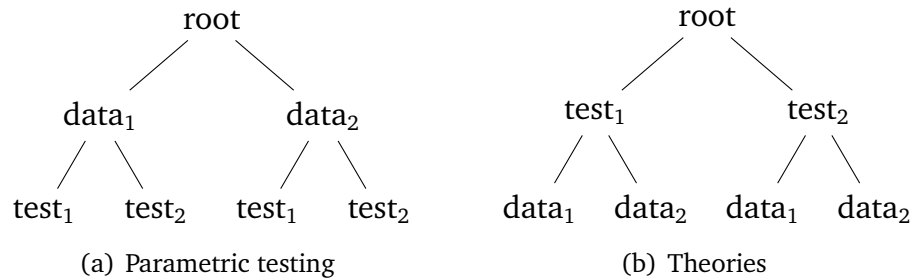 root
data₁ data₂
test₁ test₂ test₁ test₂
(a) Parametric testing
root
test₁ test₂
data₁ data₂ data₁ data₂
(b) Theories